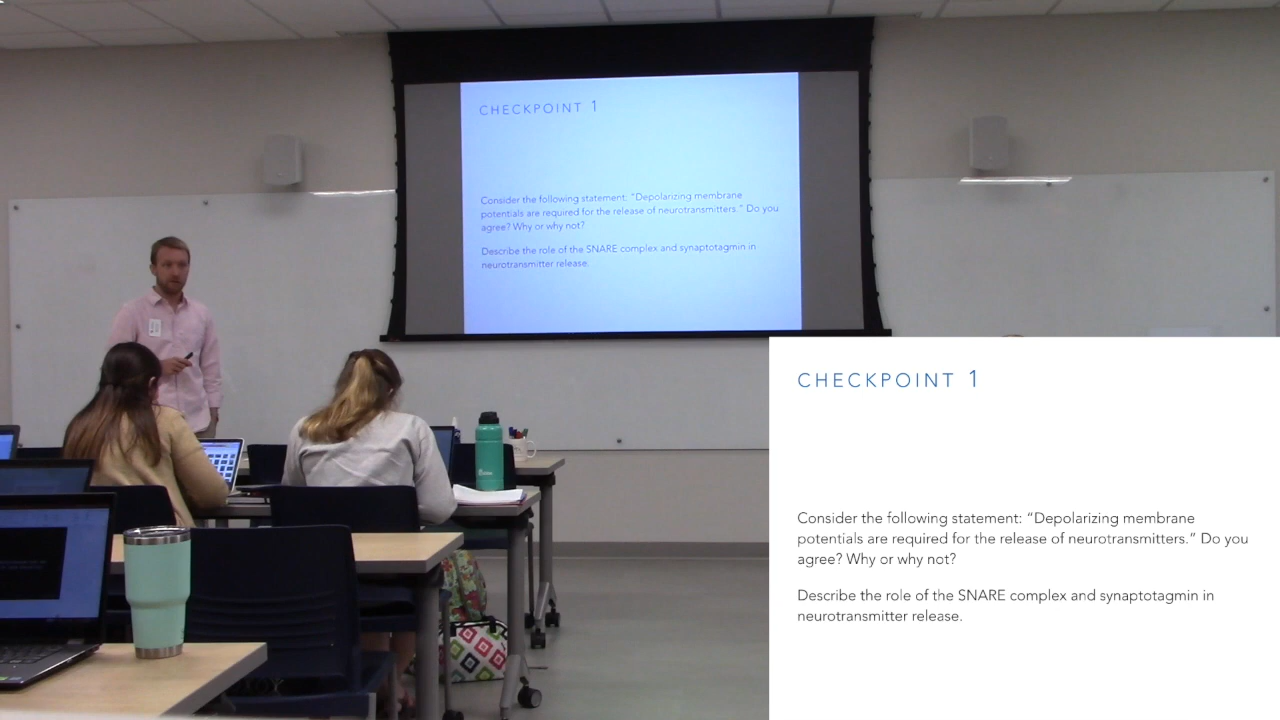 CHECKPOINT 1
Consider the following statement: “Depolarizing membrane
potentials are required for the release of neurotransmitters.” Do you
agree? Why or why not?
Describe the role of the SNARE complex and synaptotagmin in
neurotransmitter release.
CHECKPOINT 1
Consider the following statement: “Depolarizing membrane
potentials are required for the release of neurotransmitters.” Do you
agree? Why or why not?
Describe the role of the SNARE complex and synaptotagmin in
neurotransmitter release.